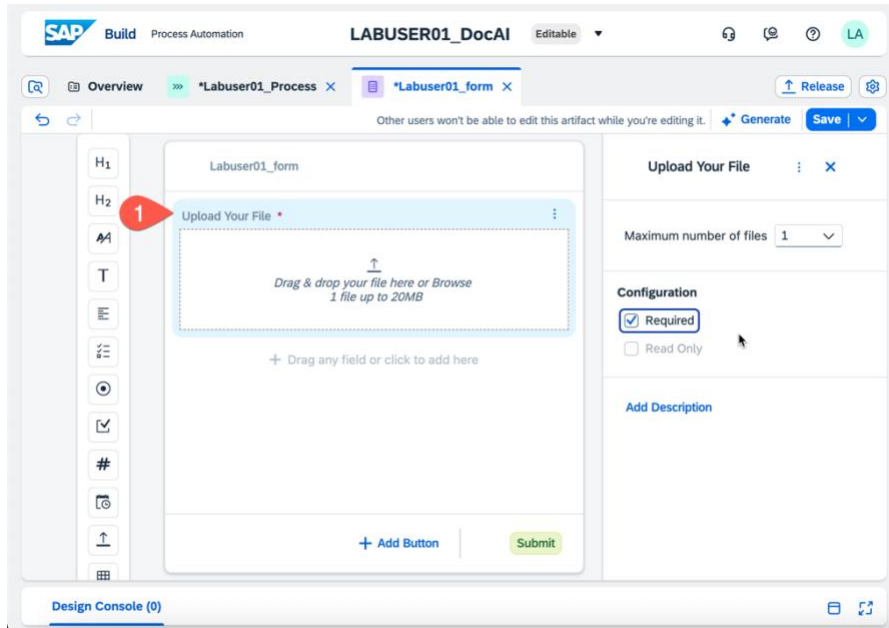 SAP Build Process Automation LABUSER01_DocAI Editable LA
Overview *Labuser01_Process *Labuser01_form Release
Other users won't be able to edit this artifact while you're editing it. Generate Save
H1
H2
A
T
#
Labuser01_form
1
Upload Your File *
Drag & drop your file here or Browse
1 file up to 20MB
+ Drag any field or click to add here
+ Add Button Submit
Upload Your File
Maximum number of files 1
Configuration
Required
Read Only
Add Description
Design Console (0)